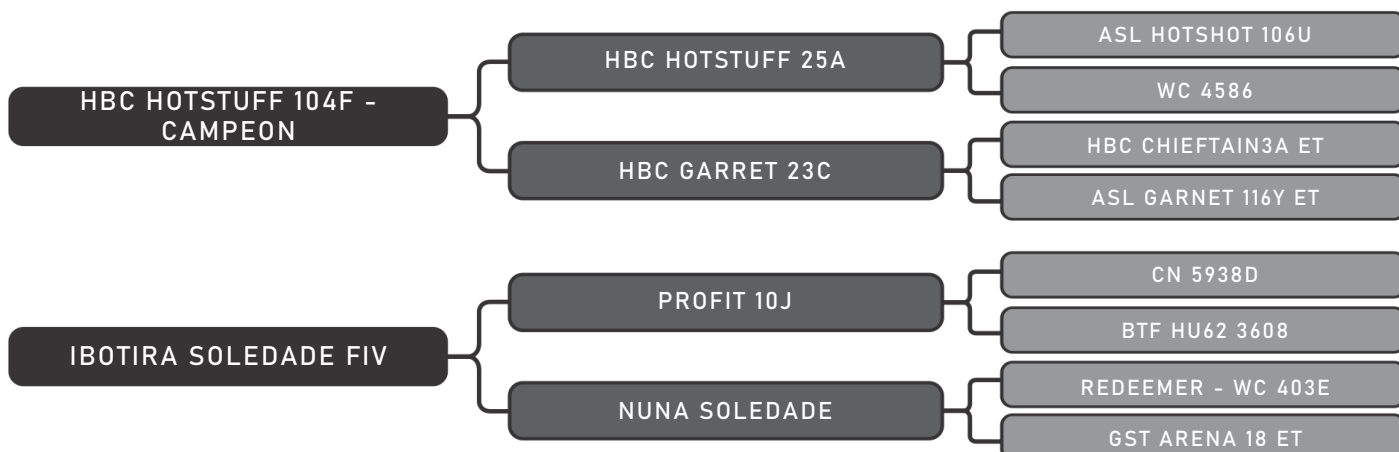 HBC HOTSTUFF 104F -
CAMPEON
HBC HOTSTUFF 25A
ASL HOTSHOT 106U
WC 4586
HBC GARRET 23C
HBC CHIEFTAIN3A ET
ASL GARNET 116Y ET
IBOTIRA SOLEDADE FIV
PROFIT 10J
CN 5938D
BTF HU62 3608
NUNA SOLEDADE
REDEEMER - WC 403E
GST ARENA 18 ET